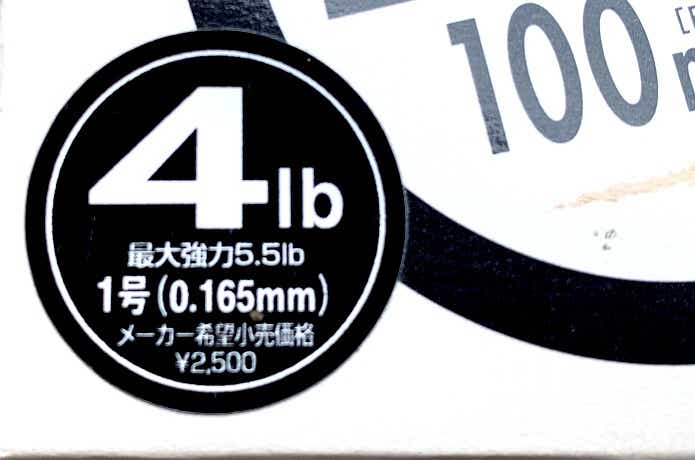 100
4lb
最大強力5.5lb
1号(0.165mm)
メーカー希望小売価格
¥2,500